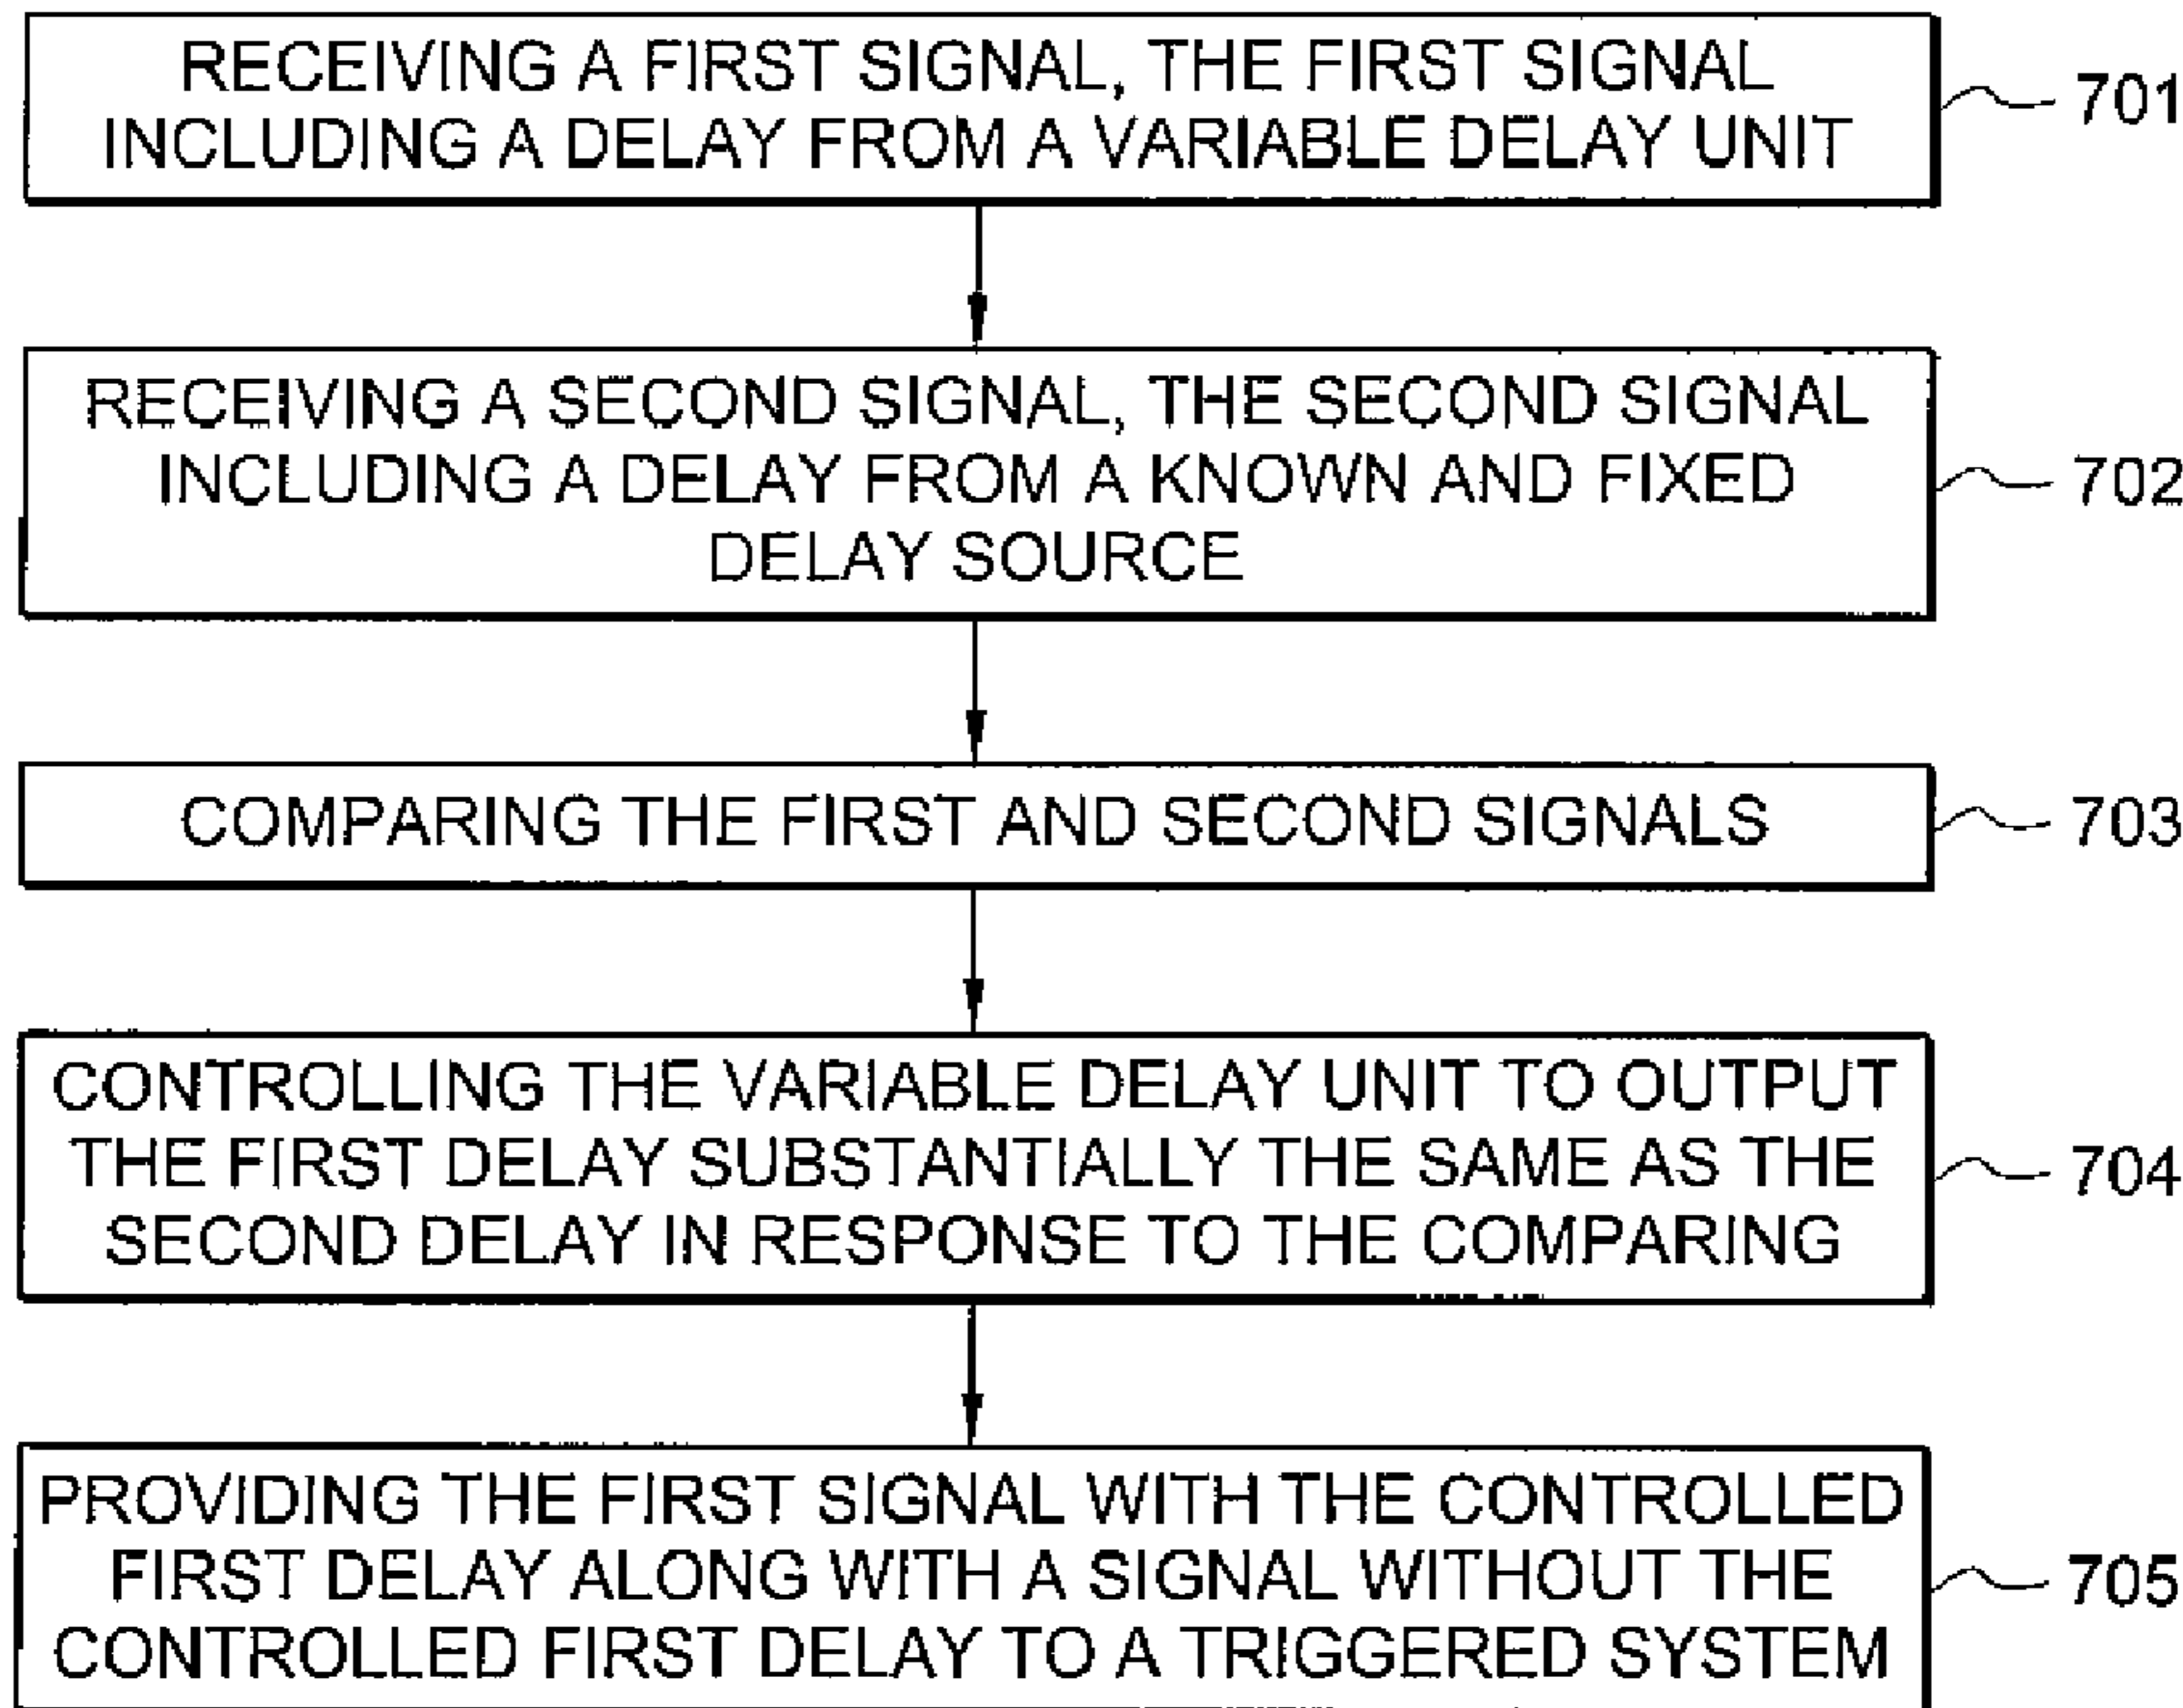 RECEIVING A FIRST SIGNAL, THE FIRST SIGNAL
INCLUDING A DELAY FROM A VARIABLE DELAY UNIT
701
RECEIVING A SECOND SIGNAL, THE SECOND SIGNAL
INCLUDING A DELAY FROM A KNOWN AND FIXED
DELAY SOURCE
702
COMPARING THE FIRST AND SECOND SIGNALS
703
CONTROLLING THE VARIABLE DELAY UNIT TO OUTPUT
THE FIRST DELAY SUBSTANTIALLY THE SAME AS THE
SECOND DELAY IN RESPONSE TO THE COMPARING
704
PROVIDING THE FIRST SIGNAL WITH THE CONTROLLED
FIRST DELAY ALONG WITH A SIGNAL WITHOUT THE
CONTROLLED FIRST DELAY TO A TRIGGERED SYSTEM
705